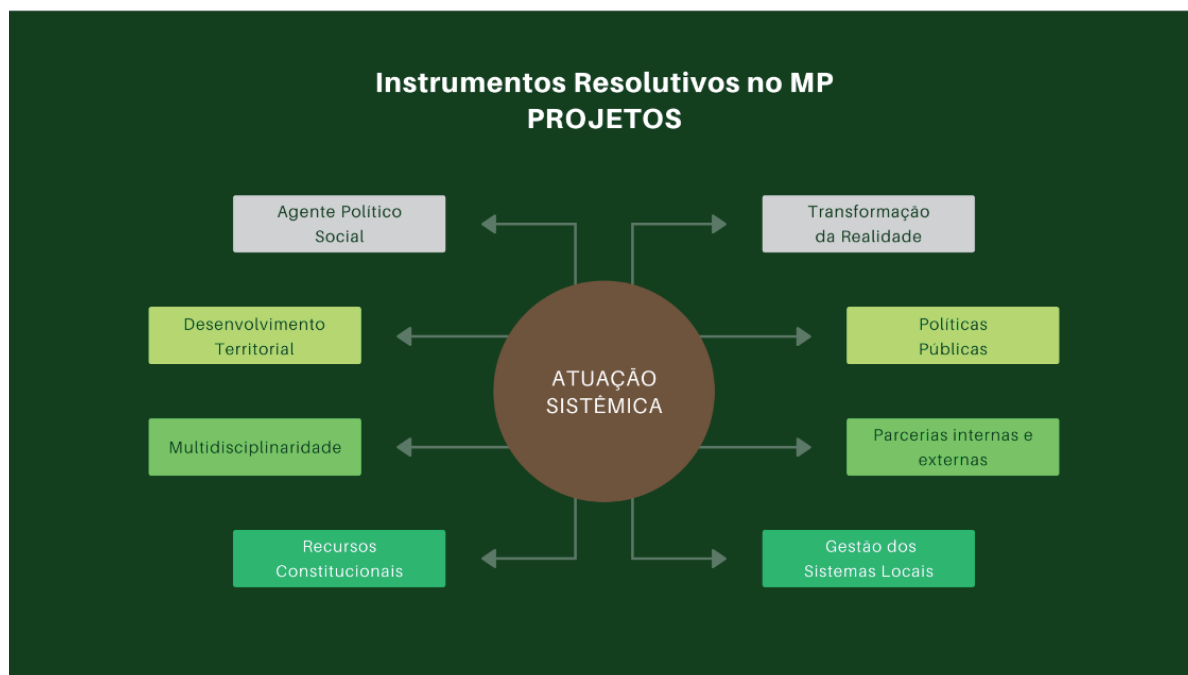 Instrumentos Resolutivos no MP
PROJETOS
Agente Político
Social
Transformação
da Realidade
Desenvolvimento
Territorial
Políticas
Públicas
ATUAÇÃO
SISTÊMICA
Multidisciplinaridade
Parcerias internas e
externas
Recursos
Constitucionais
Gestão dos
Sistemas Locais